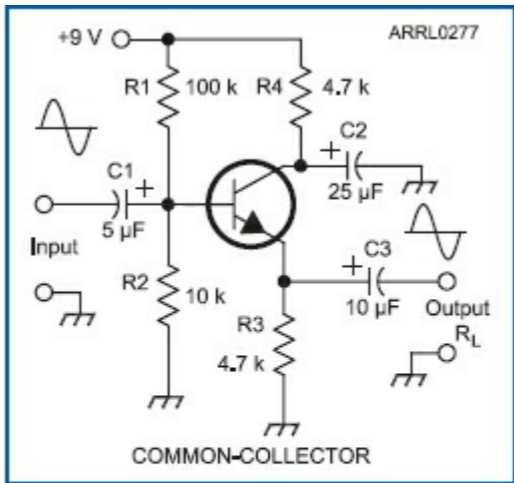 +9 V
ARRL0277
R1
100 k
R4
4.7 k
C1
+
5 µF
+
C2
25 µF
Input
R2
10 k
+
C3
10 µF
Output
R3
4.7 k
RL
COMMON-COLLECTOR